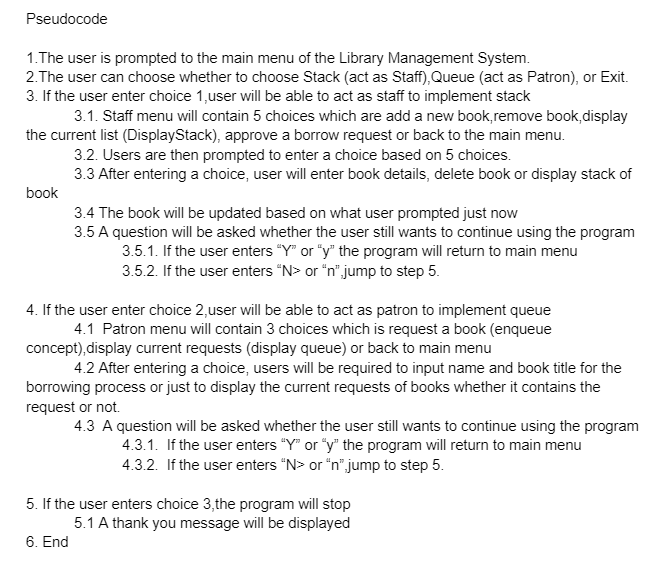 Pseudocode
1.The user is prompted to the main menu of the Library Management System.
2.The user can choose whether to choose Stack (act as Staff),Queue (act as Patron), or Exit.
3. If the user enter choice 1,user will be able to act as staff to implement stack
3.1. Staff menu will contain 5 choices which are add a new book,remove book,display
the current list (DisplayStack), approve a borrow request or back to the main menu.
3.2. Users are then prompted to enter a choice based on 5 choices.
3.3 After entering a choice, user will enter book details, delete book or display stack of
book
3.4 The book will be updated based on what user prompted just now
3.5 A question will be asked whether the user still wants to continue using the program
3.5.1. If the user enters “Y” or “y” the program will return to main menu
3.5.2. If the user enters “N> or “n”,jump to step 5.
4. If the user enter choice 2,user will be able to act as patron to implement queue
4.1 Patron menu will contain 3 choices which is request a book (enqueue
concept),display current requests (display queue) or back to main menu
4.2 After entering a choice, users will be required to input name and book title for the
borrowing process or just to display the current requests of books whether it contains the
request or not.
4.3 A question will be asked whether the user still wants to continue using the program
4.3.1. If the user enters “Y” or “y” the program will return to main menu
4.3.2. If the user enters “N> or “n”,jump to step 5.
5. If the user enters choice 3,the program will stop
5.1 A thank you message will be displayed
6. End